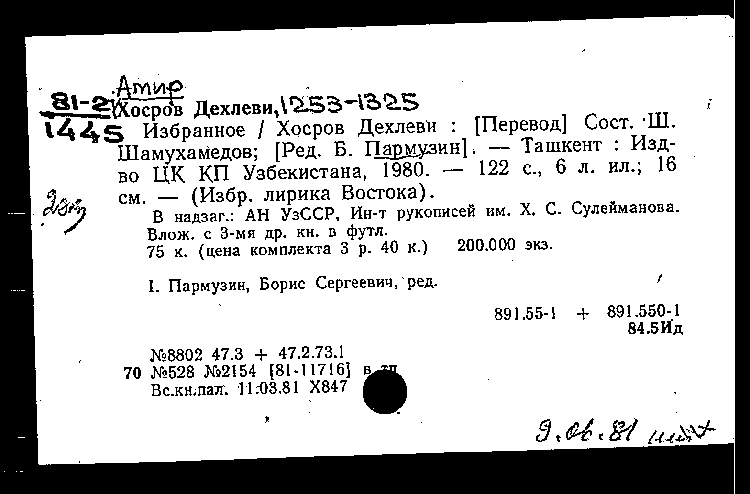 Амир
81-2 Хосров Дехлеви, 1253-1325
1445 Избранное / Хосров Дехлеви : [Перевод] Сост. Ш.
Шамухамедов; [Ред. Б. Пармузин]. — Ташкент : Изд-
во ЦК КП Узбекистана, 1980. — 122 с., 6 л. ил.; 16
см. — (Избр. лирика Востока).
В надзаг.: АН УзССР, Ин-т рукописей им. Х. С. Сулейманова.
Влож. с 3-мя др. кн. в футл.
75 к. (цена комплекта 3 р. 40 к.) 200.000 экз.
I. Пармузин, Борис Сергеевич, ред.
891.55-1 + 891.550-1
84.5Ид
№8802 47.3 + 47.2.73.1
70 №528 №2154 [81-11716] в
Вс.кн.пал. 11.03.81 Х847
9.06.81